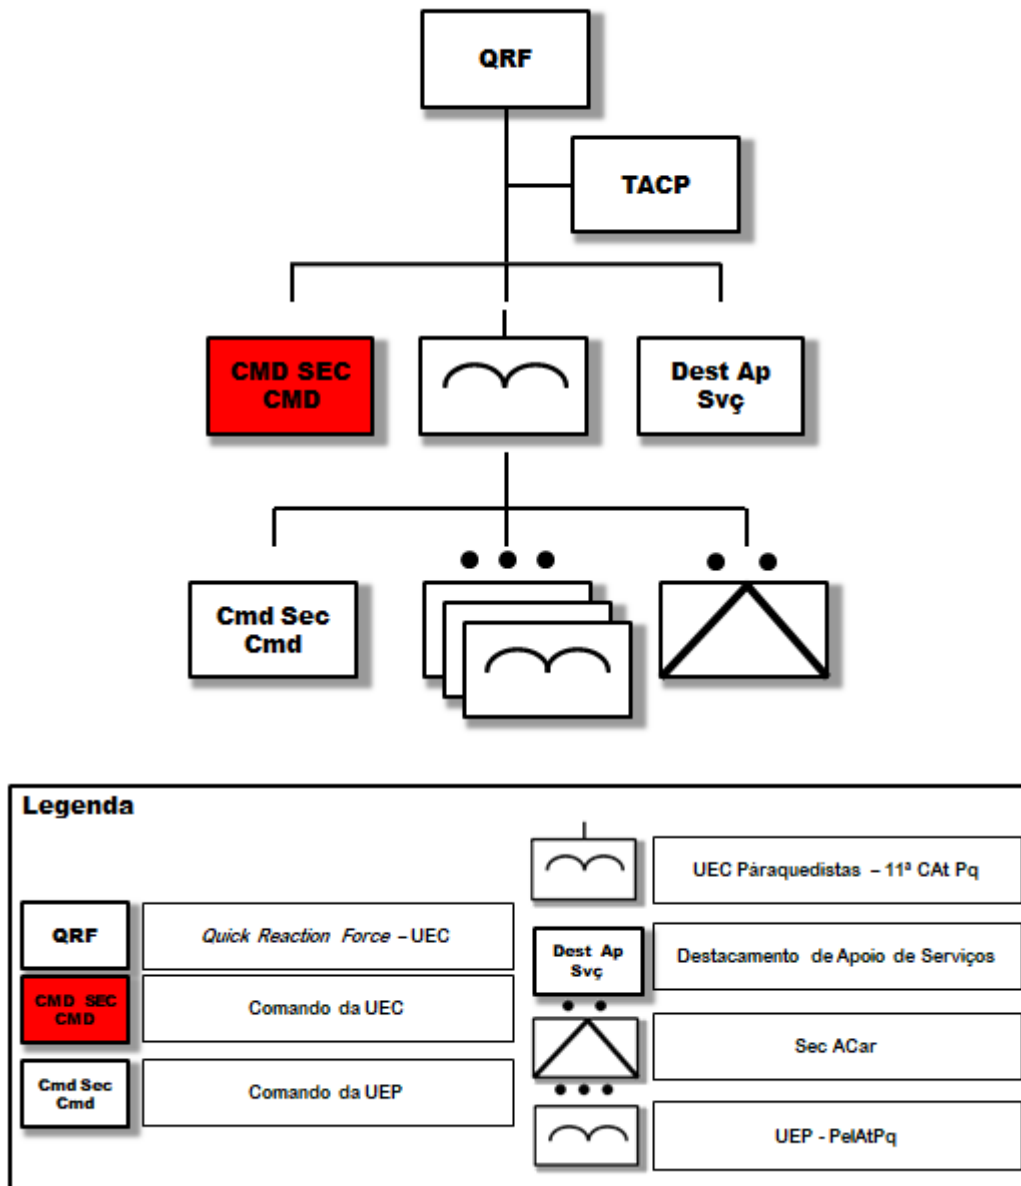 QRF
TACP
CMD SEC
CMD
Dest Ap
Svç
Cmd Sec
Cmd
Legenda
QRF
Quick Reaction Force – UEC
CMD SEC
CMD
Comando da UEC
Cmd Sec
Cmd
Comando da UEP
UEC Páraquedistas – 11ª CAt Pq
Dest Ap
Svç
Destacamento de Apoio de Serviços
Sec ACar
UEP - PelAtPq